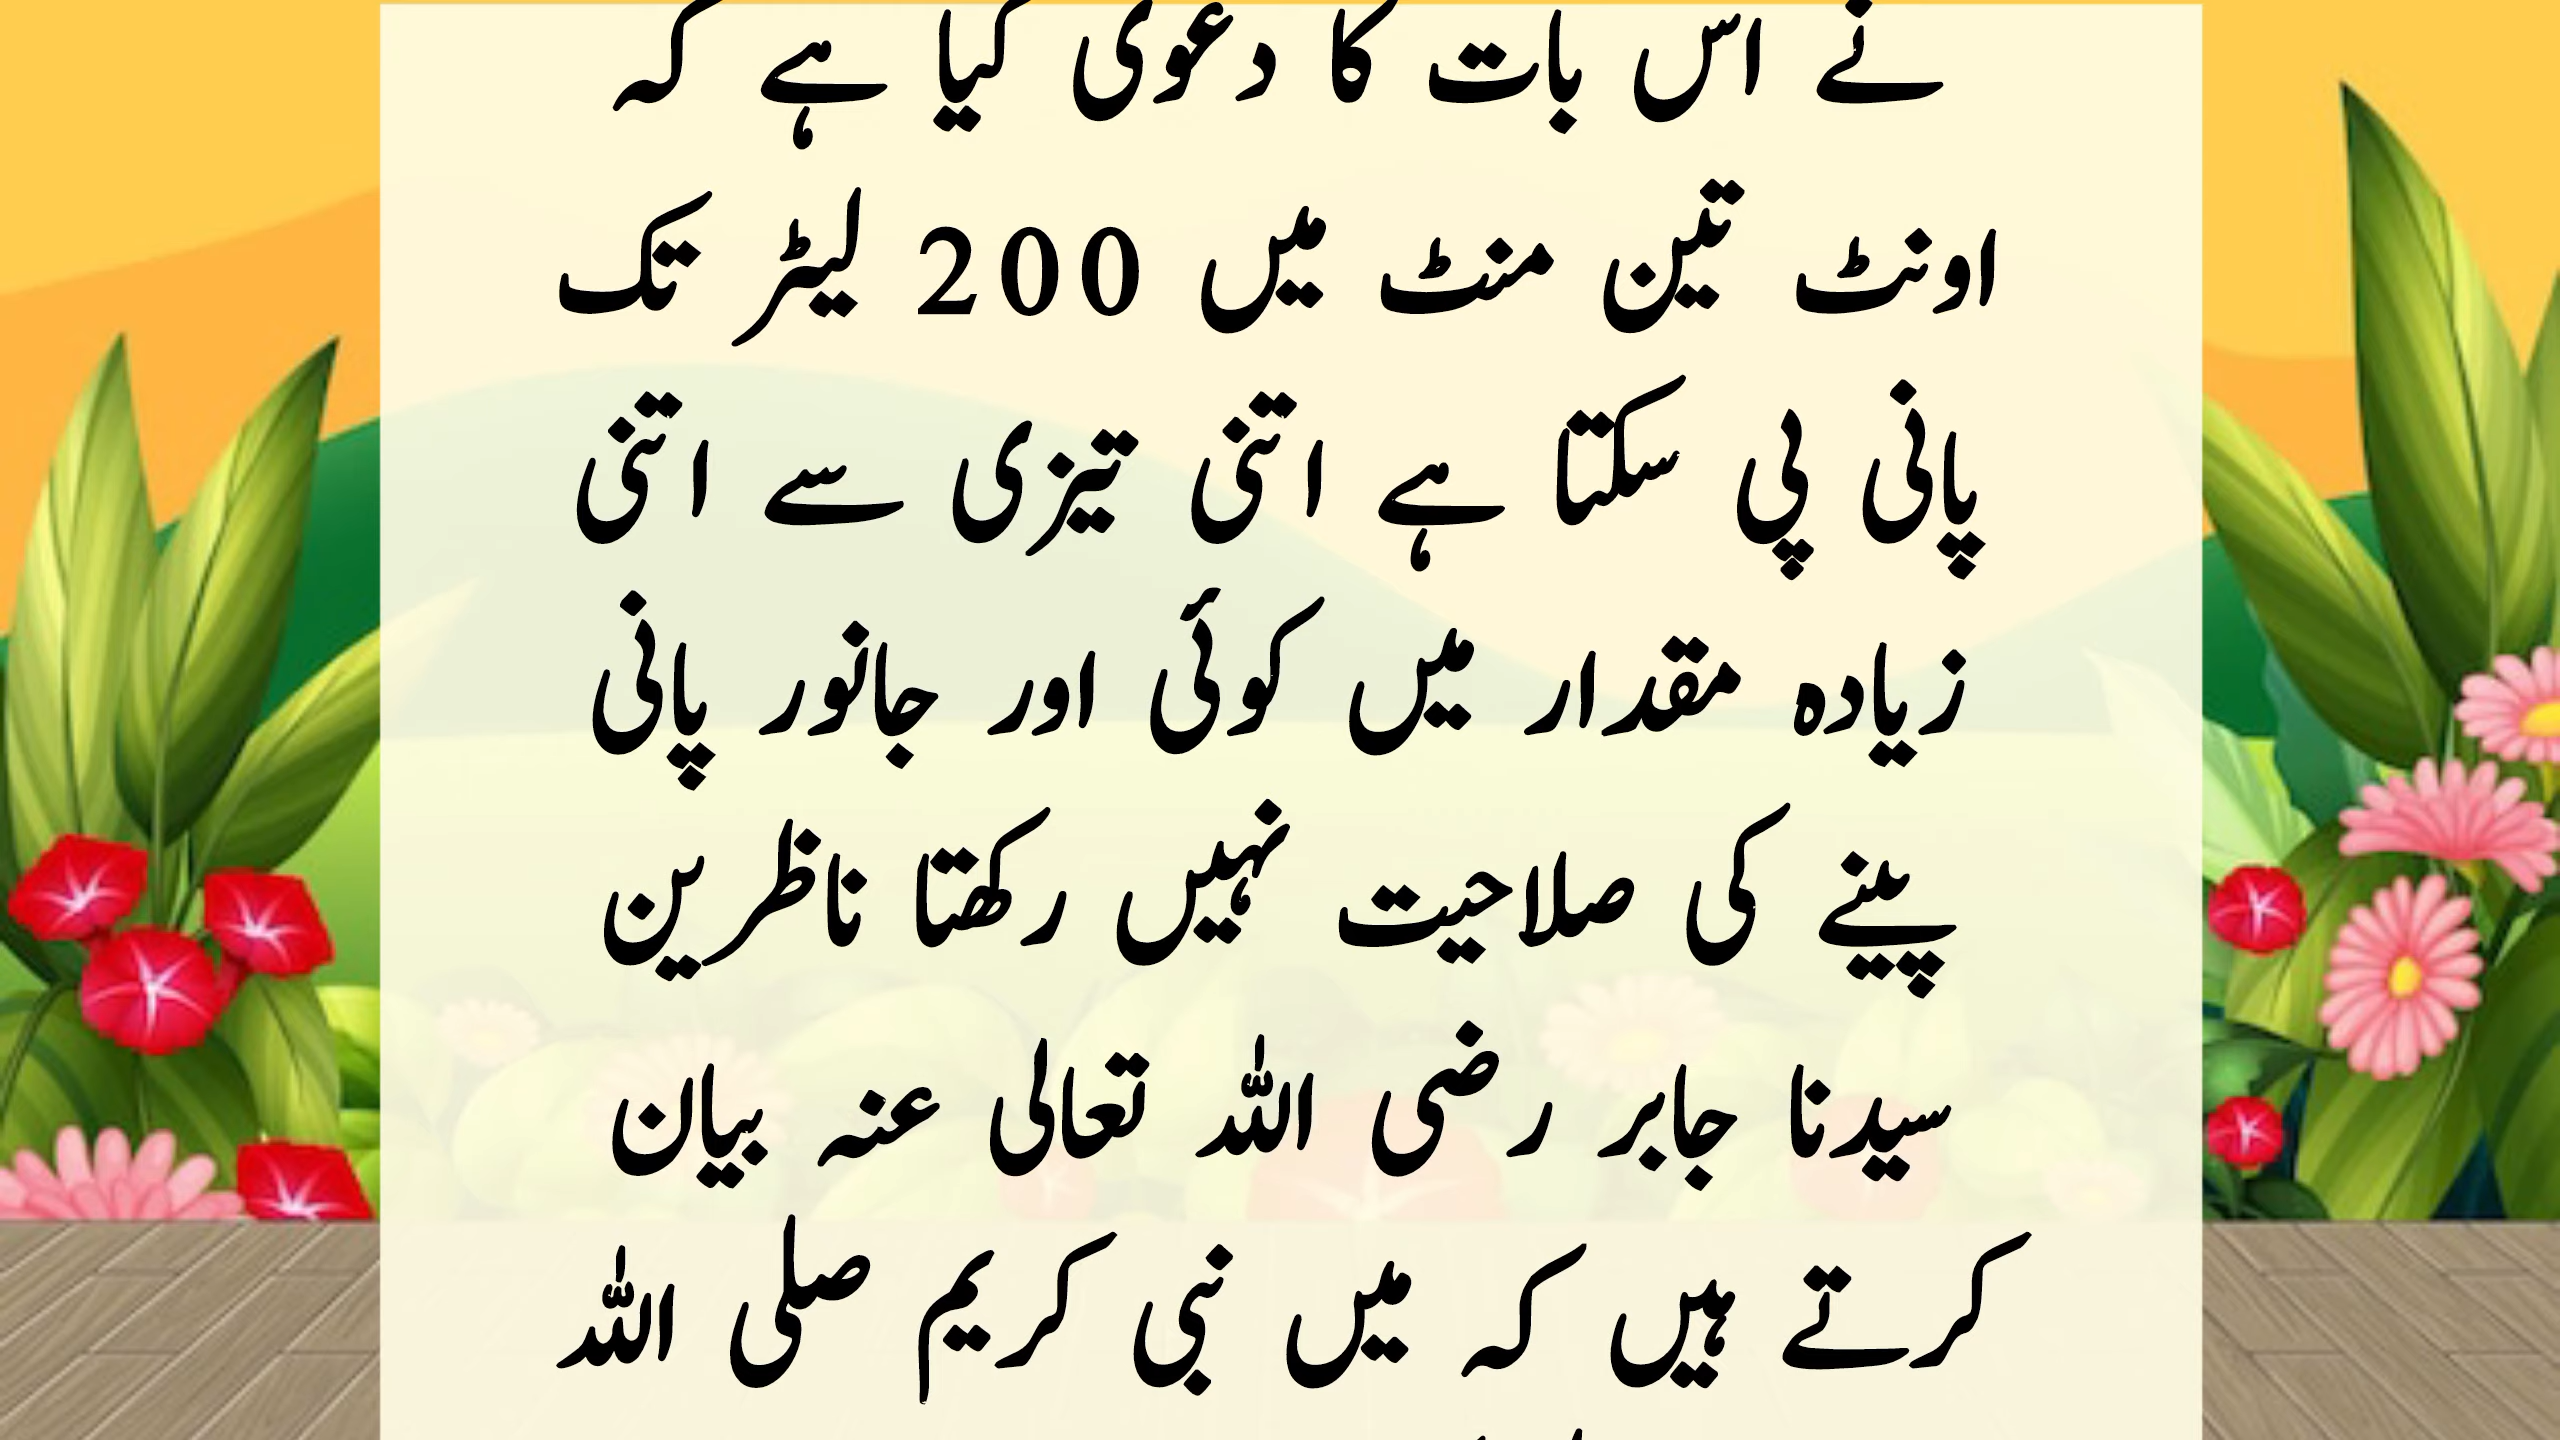 نے اس بات کا دعوی کیا ہے کہ
اونٹ تین منٹ میں 200 لیٹر تک
پانی پی سکتا ہے اتنی تیزی سے اتنی
زیادہ مقدار میں کوئی اور جانور پانی
پینے کی صلاحیت نہیں رکھتا ناظرین
سیدنا جابر رضی اللہ تعالی عنہ بیان
کرتے ہیں کہ میں نبی کریم صلی اللہ